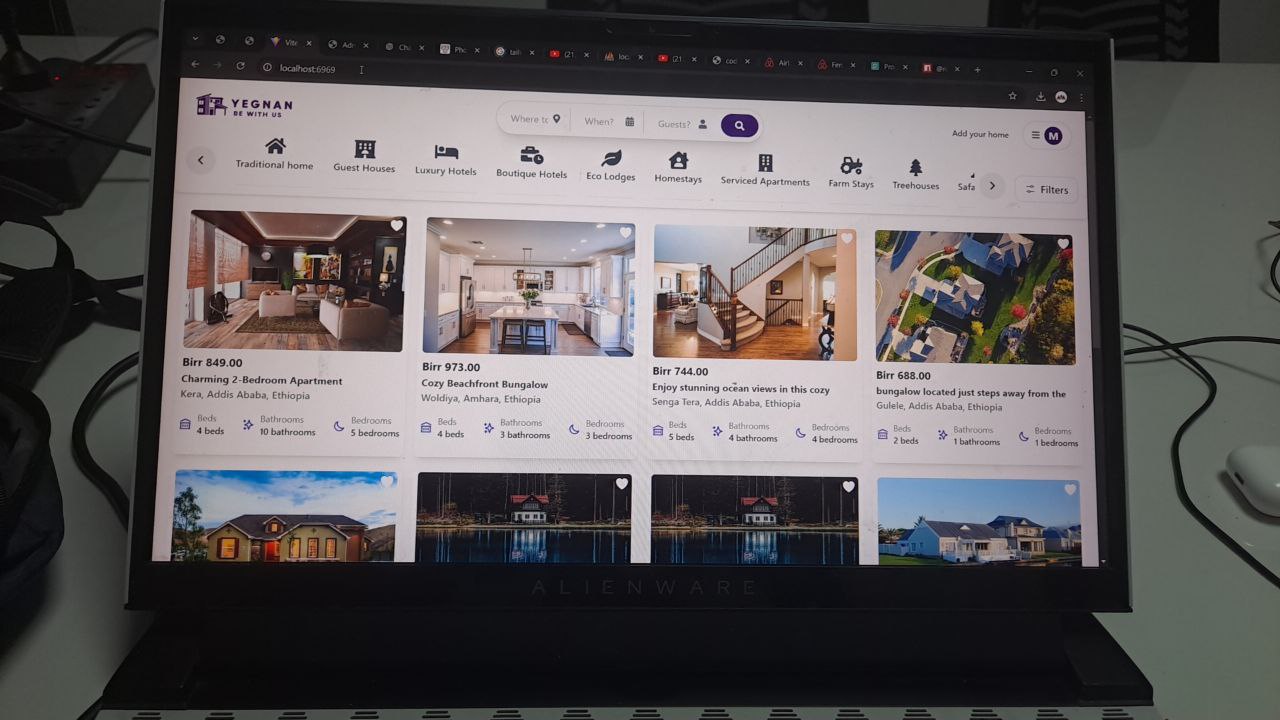 Vite
Adr
Cha
Pho
tail
(21
loc
(21
cod
Air
Fer
Pro
localhost:6969
YEGNAN
BE WITH US
Where to
When?
Guests?
Add your home
M
Traditional home
Guest Houses
Luxury Hotels
Boutique Hotels
Eco Lodges
Homestays
Serviced Apartments
Farm Stays
Treehouses
Safa
Filters
Birr 849.00
Charming 2-Bedroom Apartment
Kera, Addis Ababa, Ethiopia
Beds
4 beds
Bathrooms
10 bathrooms
Bedrooms
5 bedrooms
Birr 973.00
Cozy Beachfront Bungalow
Woldiya, Amhara, Ethiopia
Beds
4 beds
Bathrooms
3 bathrooms
Bedrooms
3 bedrooms
Birr 744.00
Enjoy stunning ocean views in this cozy
Senga Tera, Addis Ababa, Ethiopia
Beds
5 beds
Bathrooms
4 bathrooms
Bedrooms
4 bedrooms
Birr 688.00
bungalow located just steps away from the
Gulele, Addis Ababa, Ethiopia
Beds
2 beds
Bathrooms
1 bathrooms
Bedrooms
1 bedrooms
ALIENWARE